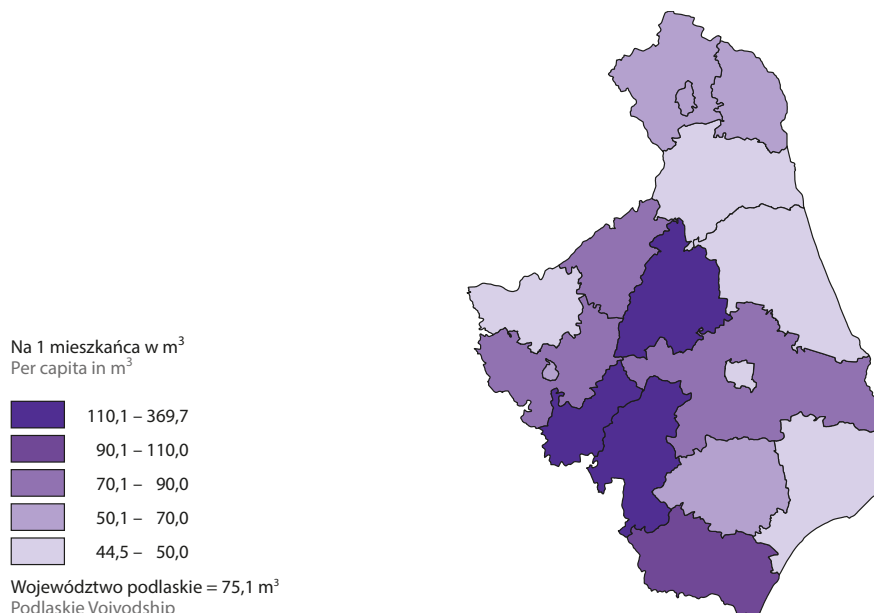 Na 1 mieszkańca w m³
Per capita in m³
110,1 – 369,7
90,1 – 110,0
70,1 – 90,0
50,1 – 70,0
44,5 – 50,0
Województwo podlaskie = 75,1 m³
Podlaskie Voivodship